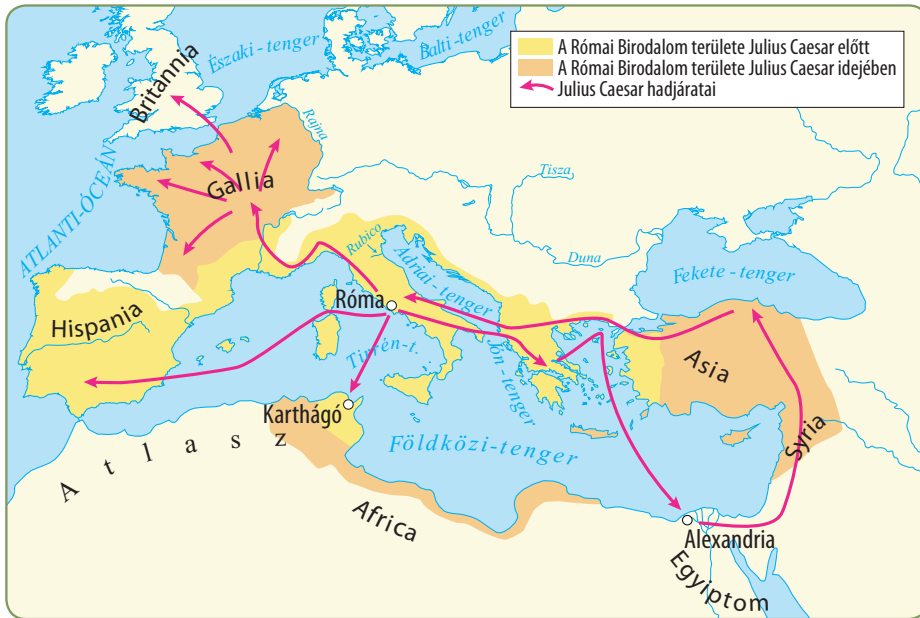 A Római Birodalom területe Julius Caesar előtt
A Római Birodalom területe Julius Caesar idejében
Julius Caesar hadjáratai
Északi-tenger
Balti-tenger
Britannia
Rajna
ATLANTI-ÓCEÁN
Gallia
Tisza
Rubico
Duna
Adriai-tenger
Fekete-tenger
Róma
Hispania
Tirrén-t.
Jón-tenger
Asia
Karthágó
Atlasz
Földközi-tenger
Syria
Africa
Alexandria
Egyiptom